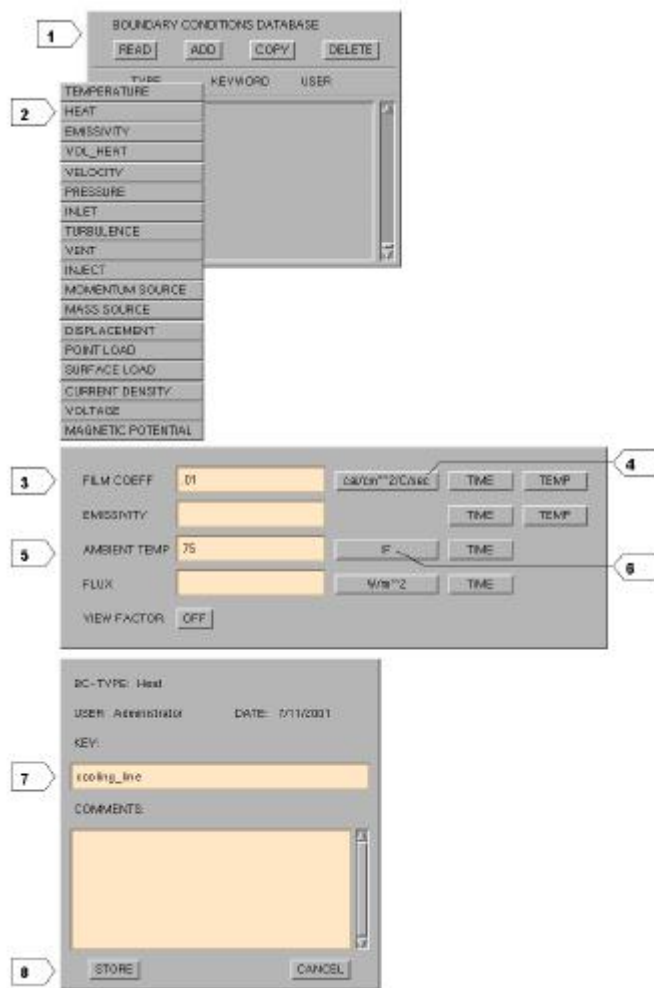 1
BOUNDARY CONDITIONS DATABASE
READ ADD COPY DELETE
TYPE KEYWORD USER
2
TEMPERATURE
HEAT
EMISSIVITY
VOL_HEAT
VELOCITY
PRESSURE
INLET
TURBULENCE
VENT
INJECT
MOMENTUM SOURCE
MASS SOURCE
DISPLACEMENT
POINT LOAD
SURFACE LOAD
CURRENT DENSITY
VOLTAGE
MAGNETIC POTENTIAL
3 FILM COEFF .01 cal/cm^2/C/sec TIME TEMP 4
EMISSIVITY TIME TEMP
5 AMBIENT TEMP 75 F TIME 6
FLUX W/m^2 TIME
VIEW FACTOR OFF
BC-TYPE: Heat
USER: Administrator DATE: 7/11/2001
KEY:
7 cooling_line
COMMENTS:
8 STORE CANCEL